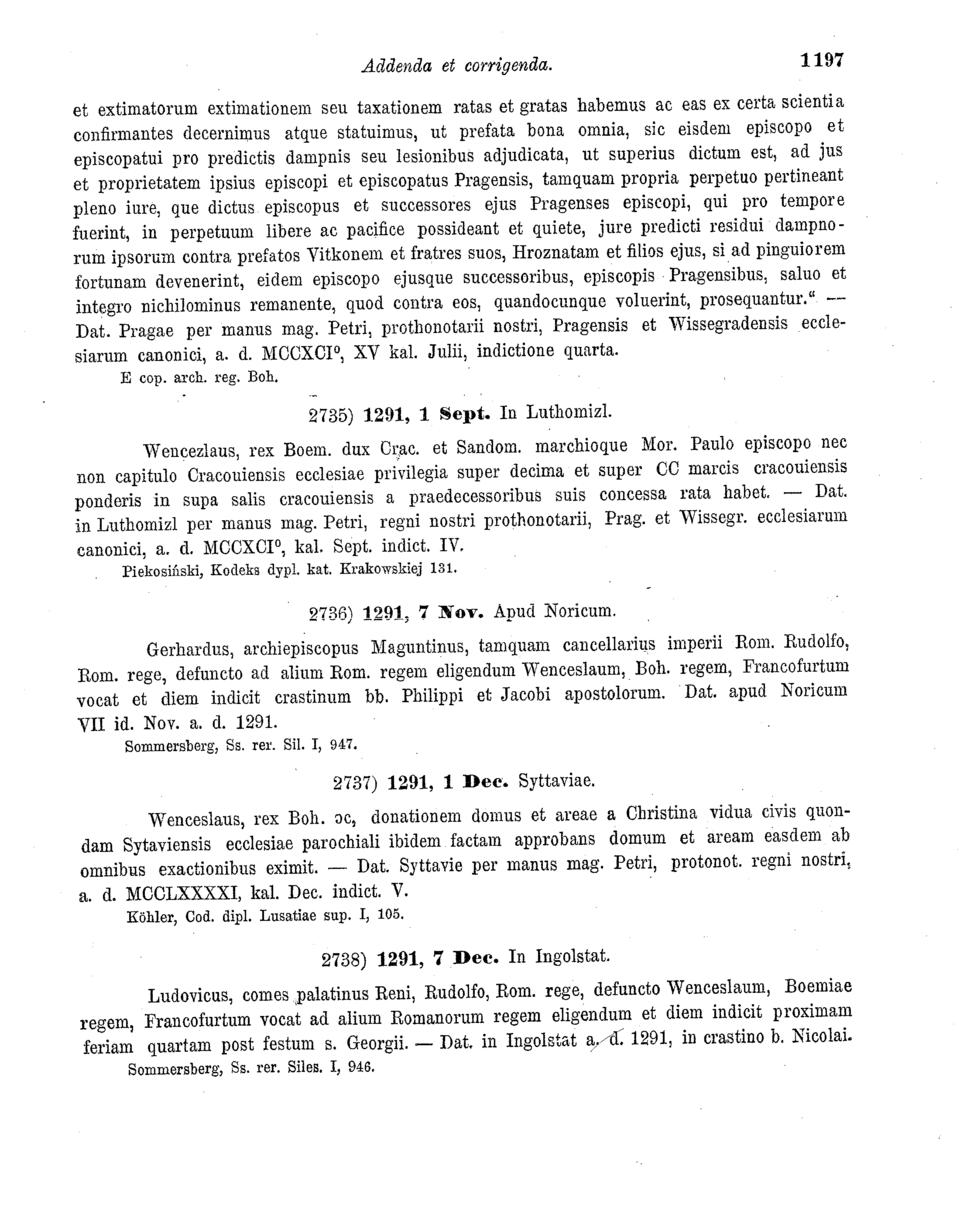 Addenda et corrigenda. 1197
et extimatorum extimationem seu taxationem ratas et gratas habemus ac eas ex certa scientia
confirmantes decernimus atque statuimus, ut prefata bona omnia, sic eisdem episcopo et
episcopatui pro predictis dampnis seu lesionibus adjudicata, ut superius dictum est, ad jus
et proprietatem ipsius episcopi et episcopatus Pragensis, tamquam propria perpetuo pertineant
pleno iure, que dictus episcopus et successores ejus Pragenses episcopi, qui pro tempore
fuerint, in perpetuum libere ac pacifice possideant et quiete, jure predicti residui dampno-
rum ipsorum contra prefatos Vitkonem et fratres suos, Hroznatam et filios ejus, si ad pinguiorem
fortunam devenerint, eidem episcopo ejusque successoribus, episcopis Pragensibus, saluo et
integro nichilominus remanente, quod contra eos, quandocunque voluerint, prosequantur.“ —
Dat. Pragae per manus mag. Petri, prothonotarii nostri, Pragensis et Wissegradensis eccle-
siarum canonici, a. d. MCCXCI⁰, XV kal. Julii, indictione quarta.
E cop. arch. reg. Boh.
2735) 1291, 1 Sept. In Luthomizl.
Wencezlaus, rex Boem. dux Crac. et Sandom. marchioque Mor. Paulo episcopo nec
non capitulo Cracouiensis ecclesiae privilegia super decima et super CC marcis cracouiensis
ponderis in supa salis cracouiensis a praedecessoribus suis concessa rata habet. — Dat.
in Luthomizl per manus mag. Petri, regni nostri prothonotarii, Prag. et Wissegr. ecclesiarum
canonici, a. d. MCCXCI⁰, kal. Sept. indict. IV.
Piekosiński, Kodeks dypl. kat. Krakowskiej 131.
2736) 1291, 7 Nov. Apud Noricum.
Gerhardus, archiepiscopus Maguntinus, tamquam cancellarius imperii Rom. Rudolfo,
Rom. rege, defuncto ad alium Rom. regem eligendum Wenceslaum, Boh. regem, Francofurtum
vocat et diem indicit crastinum bb. Philippi et Jacobi apostolorum. Dat. apud Noricum
VII id. Nov. a. d. 1291.
Sommersberg, Ss. rer. Sil. I, 947.
2737) 1291, 1 Dec. Syttaviae.
Wenceslaus, rex Boh. ꝛc, donationem domus et areae a Christina vidua civis quon-
dam Sytaviensis ecclesiae parochiali ibidem factam approbans domum et aream easdem ab
omnibus exactionibus eximit. — Dat. Syttavie per manus mag. Petri, protonot. regni nostri,
a. d. MCCLXXXXI, kal. Dec. indict. V.
Köhler, Cod. dipl. Lusatiae sup. I, 105.
2738) 1291, 7 Dec. In Ingolstat.
Ludovicus, comes palatinus Reni, Rudolfo, Rom. rege, defuncto Wenceslaum, Boemiae
regem, Francofurtum vocat ad alium Romanorum regem eligendum et diem indicit proximam
feriam quartam post festum s. Georgii. — Dat. in Ingolstat a. d. 1291, in crastino b. Nicolai.
Sommersberg, Ss. rer. Siles. I, 946.